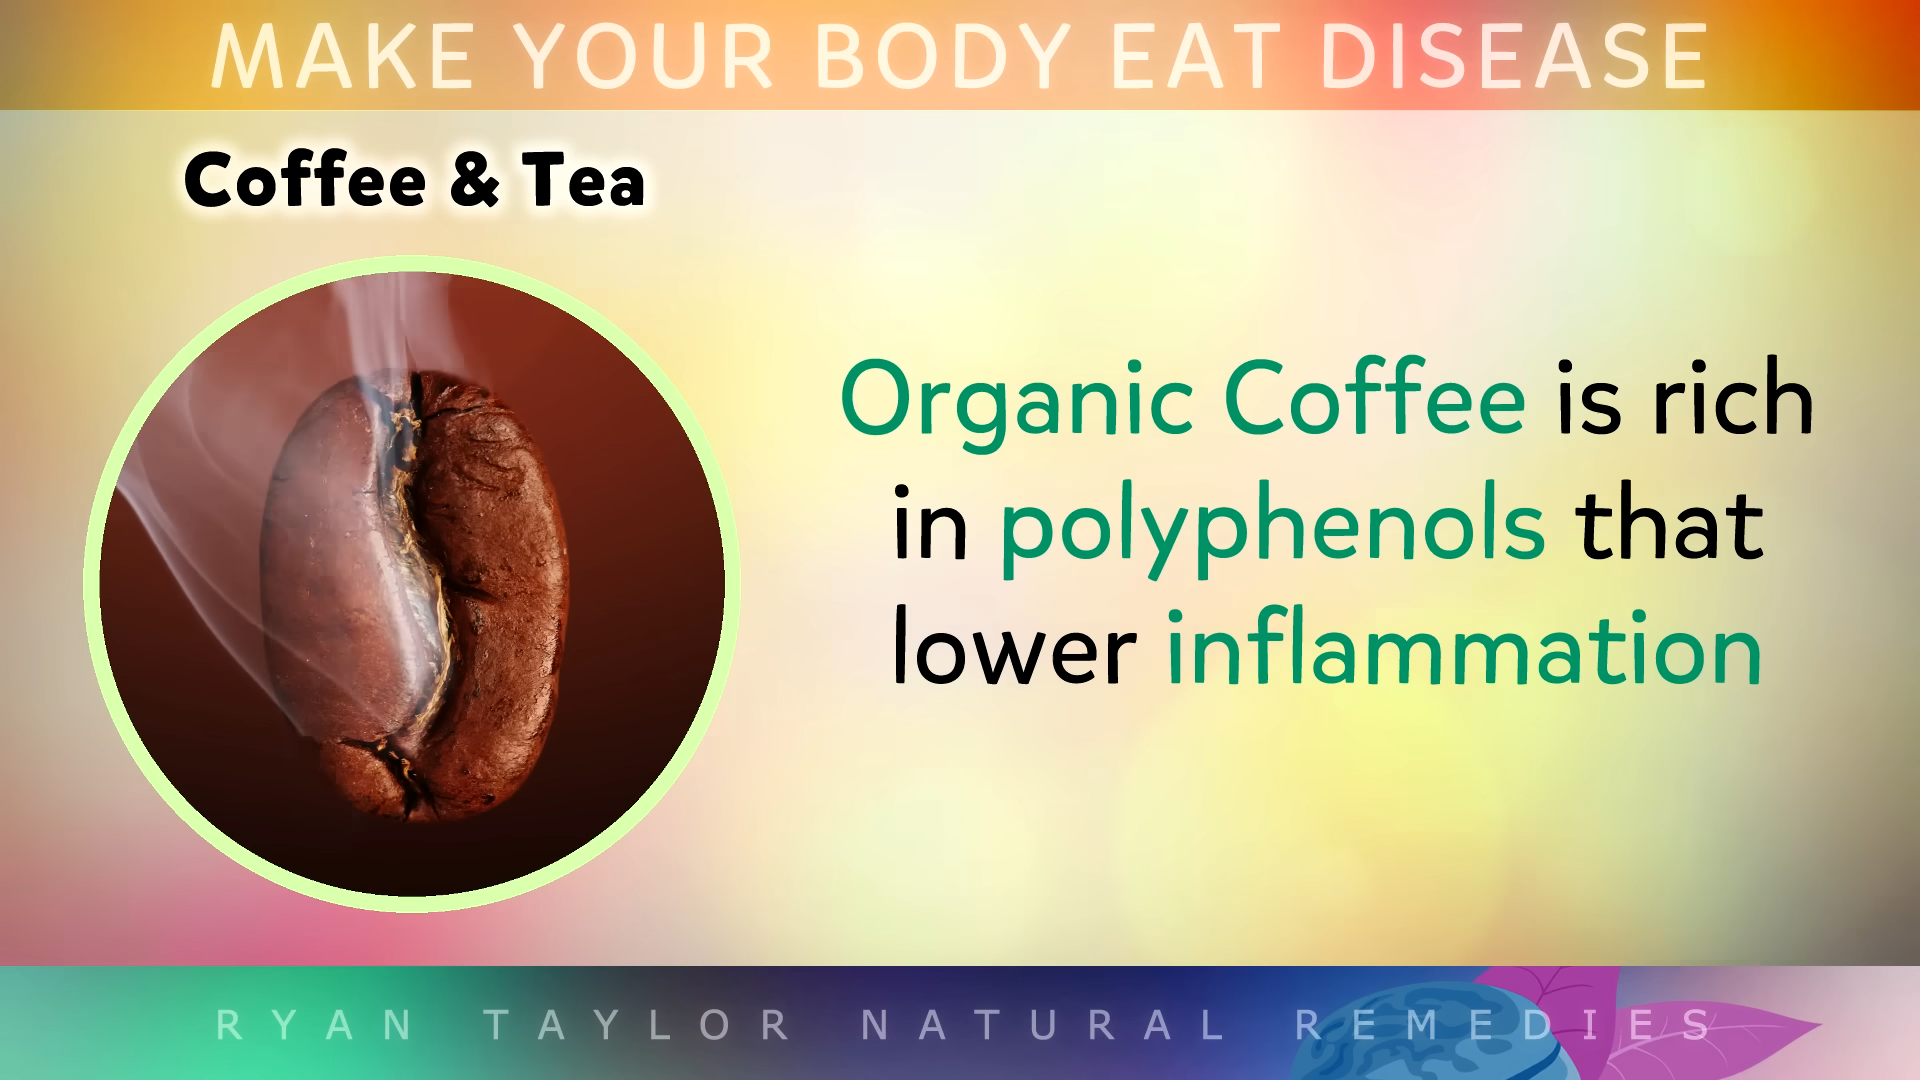 MAKE YOUR BODY EAT DISEASE
Coffee & Tea
Organic Coffee is rich
in polyphenols that
lower inflammation
RYAN TAYLOR NATURAL REMEDIES